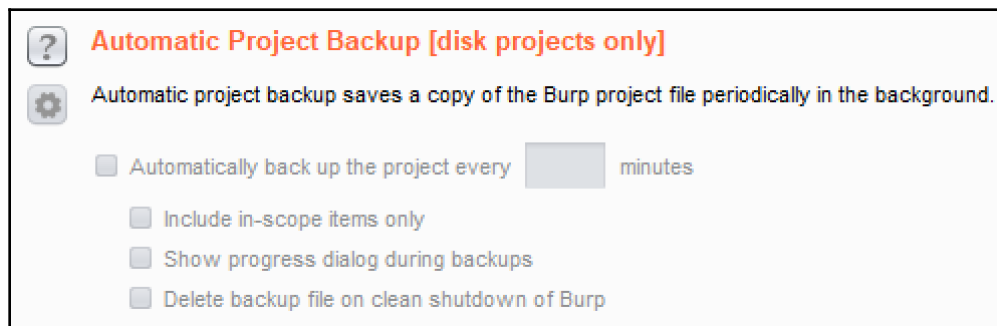 ?
Automatic Project Backup [disk projects only]
Automatic project backup saves a copy of the Burp project file periodically in the background.
Automatically back up the project every minutes
Include in-scope items only
Show progress dialog during backups
Delete backup file on clean shutdown of Burp